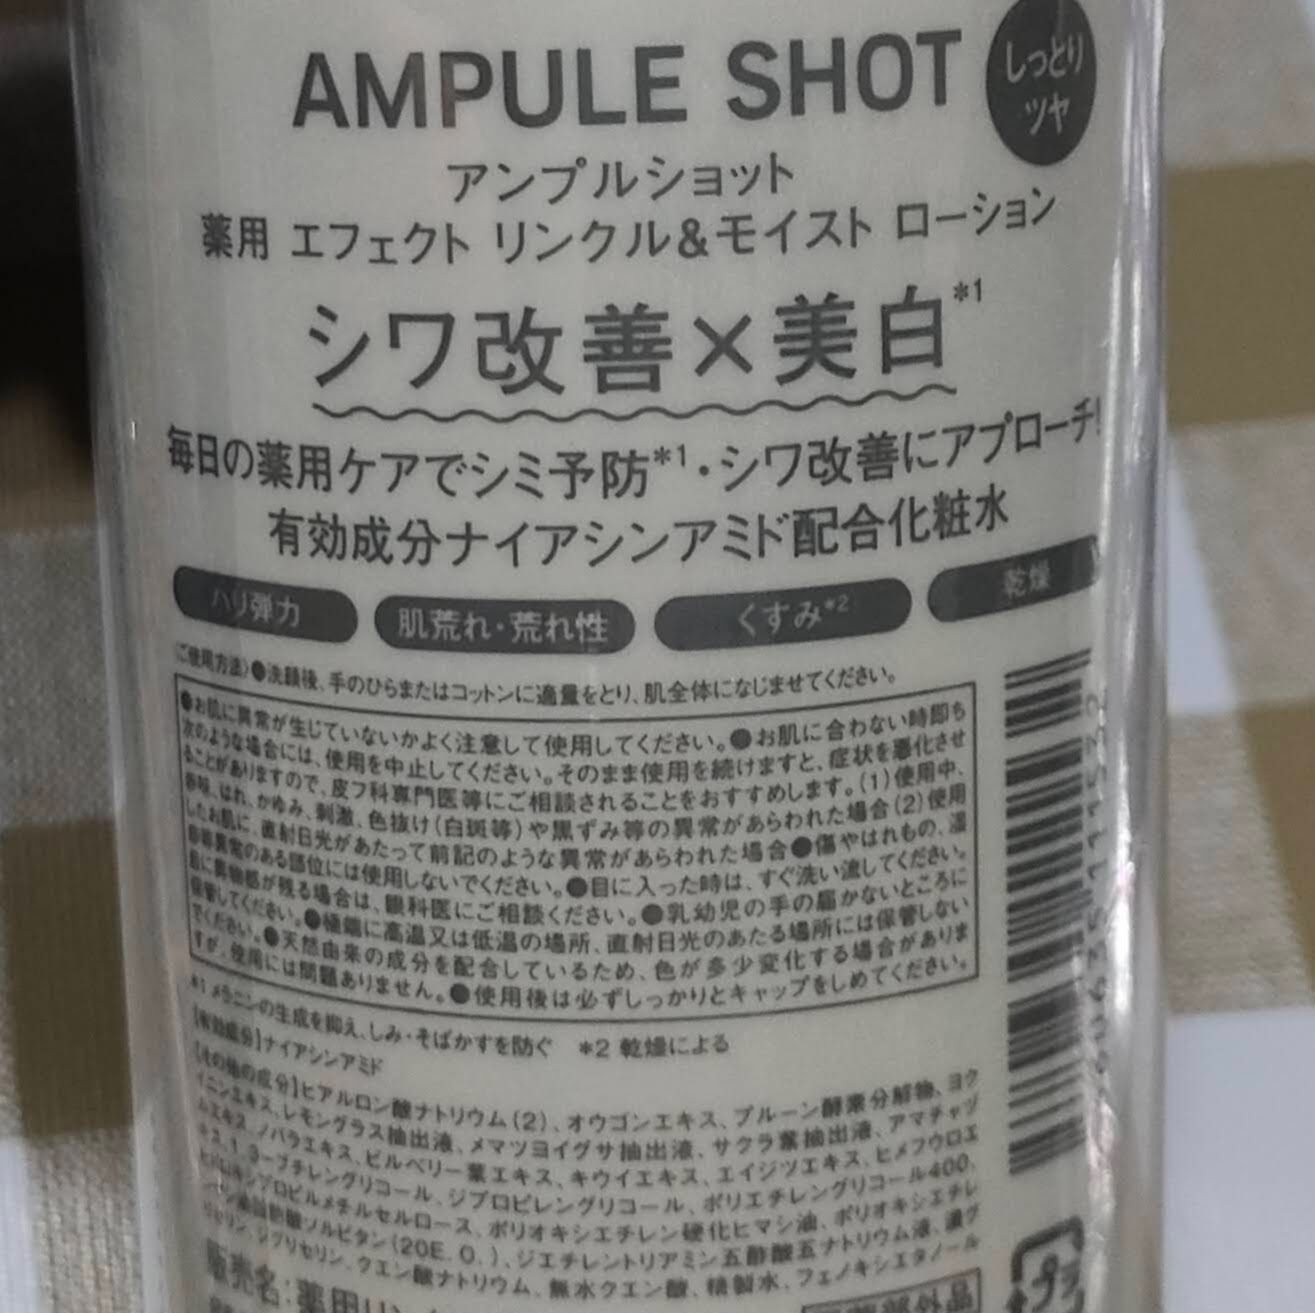 AMPULE SHOT
しっとり
ツヤ
アンプルショット
薬用 エフェクト リンクル&モイスト ローション
シワ改善×美白*1
毎日の薬用ケアでシミ予防*1・シワ改善にアプローチ!
有効成分ナイアシンアミド配合化粧水
ハリ弾力 肌荒れ・荒れ性 くすみ*2 乾燥
〈ご使用方法〉●洗顔後、手のひらまたはコットンに適量をとり、肌全体になじませてください。
●お肌に異常が生じていないかよく注意して使用してください。●お肌に合わない時即ち
次のような場合には、使用を中止してください。そのまま使用を続けますと、症状を悪化させ
ることがありますので、皮フ科専門医等にご相談されることをおすすめします。(1)使用中、
赤味、はれ、かゆみ、刺激、色抜け(白斑等)や黒ずみ等の異常があらわれた場合(2)使用
したお肌に、直射日光があたって前記のような異常があらわれた場合●傷やはれもの、湿
疹等異常のある部位には使用しないでください。●目に入った時は、すぐ洗い流してください。
目に異物感が残る場合は、眼科医にご相談ください。●乳幼児の手の届かないところに
保管してください。●極端に高温又は低温の場所、直射日光のあたる場所には保管しない
でください。●天然由来の成分を配合しているため、色が多少変化する場合がありま
すが、使用には問題ありません。●使用後は必ずしっかりとキャップをしめてください。
*1 メラニンの生成を抑え、しみ・そばかすを防ぐ *2 乾燥による
【有効成分】ナイアシンアミド
【その他の成分】ヒアルロン酸ナトリウム(2)、オウゴンエキス、プルーン酵素分解物、ヨク
イニンエキス、レモングラス抽出液、メマツヨイグサ抽出液、サクラ葉抽出液、アマチャヅ
ルエキス、ノバラエキス、ビルベリー葉エキス、キウイエキス、エイジツエキス、ヒメフウロエ
キス、1.3-ブチレングリコール、ジプロピレングリコール、ポリエチレングリコール400、
ヒドロキシプロピルメチルセルロース、ポリオキシエチレン硬化ヒマシ油、ポリオキシエチレ
ンヤシ油脂肪酸ソルビタン(20E.O.)、ジエチレントリアミン五酢酸五ナトリウム液、濃グ
リセリン、ジグリセリン、クエン酸ナトリウム、無水クエン酸、精製水、フェノキシエタノール
販売名:薬用リン
医薬部外品
プラ